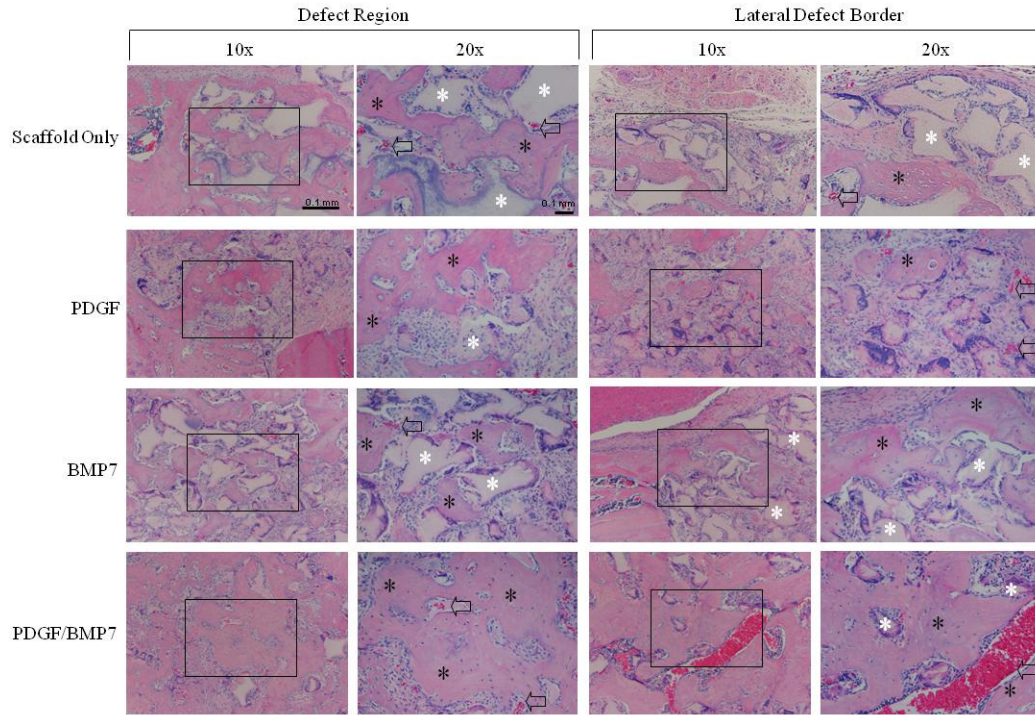 Defect Region
Lateral Defect Border
10x
20x
10x
20x
Scaffold Only
0.1 mm
0.1 mm
PDGF
BMP7
PDGF/BMP7